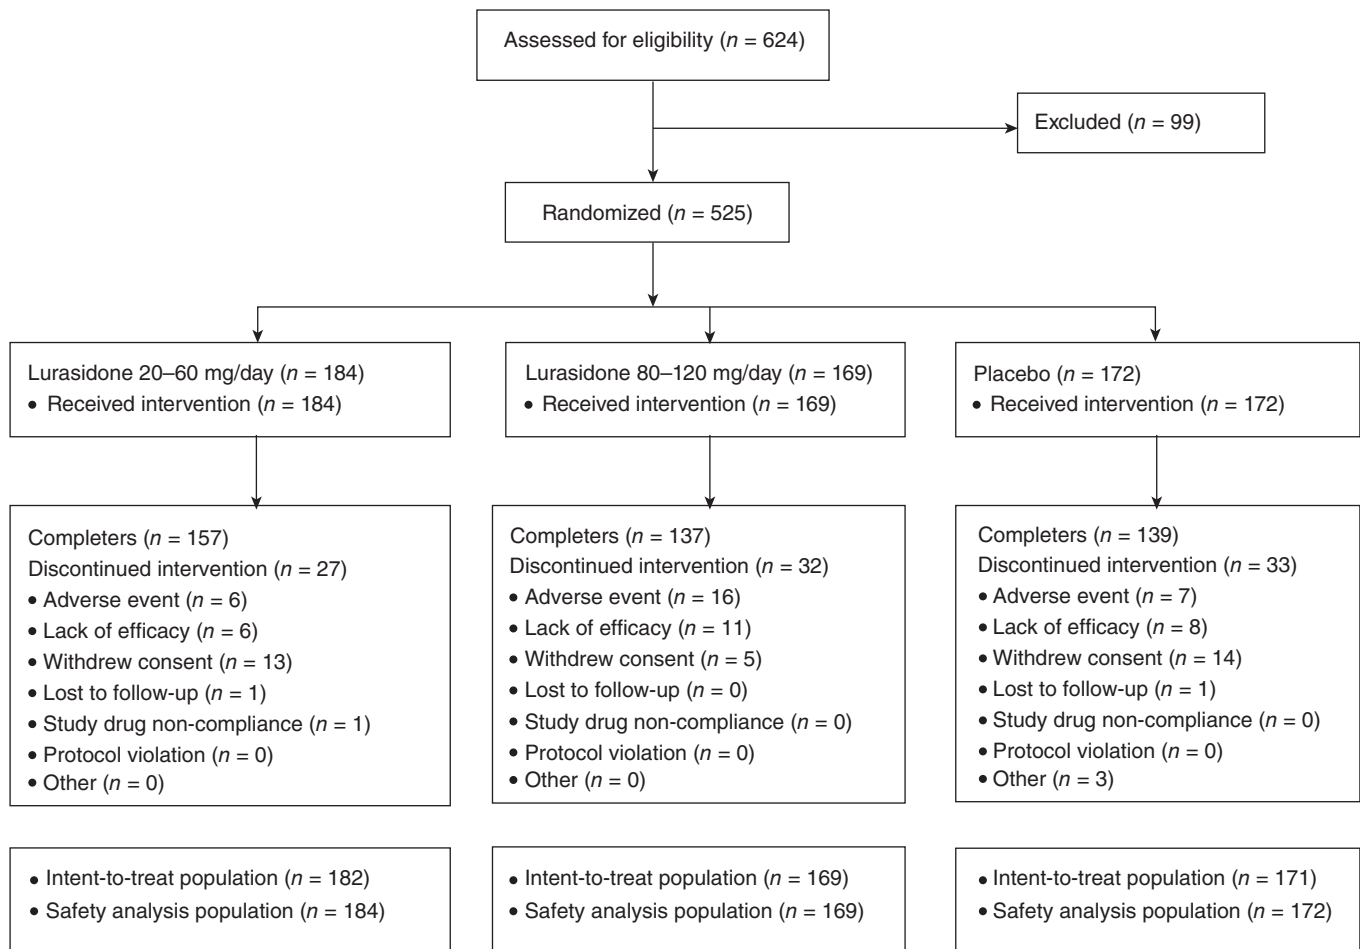 Assessed for eligibility (n = 624)
Excluded (n = 99)
Randomized (n = 525)
Lurasidone 20–60 mg/day (n = 184)
• Received intervention (n = 184)
Lurasidone 80–120 mg/day (n = 169)
• Received intervention (n = 169)
Placebo (n = 172)
• Received intervention (n = 172)
Completers (n = 157)
Discontinued intervention (n = 27)
• Adverse event (n = 6)
• Lack of efficacy (n = 6)
• Withdrew consent (n = 13)
• Lost to follow-up (n = 1)
• Study drug non-compliance (n = 1)
• Protocol violation (n = 0)
• Other (n = 0)
Completers (n = 137)
Discontinued intervention (n = 32)
• Adverse event (n = 16)
• Lack of efficacy (n = 11)
• Withdrew consent (n = 5)
• Lost to follow-up (n = 0)
• Study drug non-compliance (n = 0)
• Protocol violation (n = 0)
• Other (n = 0)
Completers (n = 139)
Discontinued intervention (n = 33)
• Adverse event (n = 7)
• Lack of efficacy (n = 8)
• Withdrew consent (n = 14)
• Lost to follow-up (n = 1)
• Study drug non-compliance (n = 0)
• Protocol violation (n = 0)
• Other (n = 3)
• Intent-to-treat population (n = 182)
• Safety analysis population (n = 184)
• Intent-to-treat population (n = 169)
• Safety analysis population (n = 169)
• Intent-to-treat population (n = 171)
• Safety analysis population (n = 172)